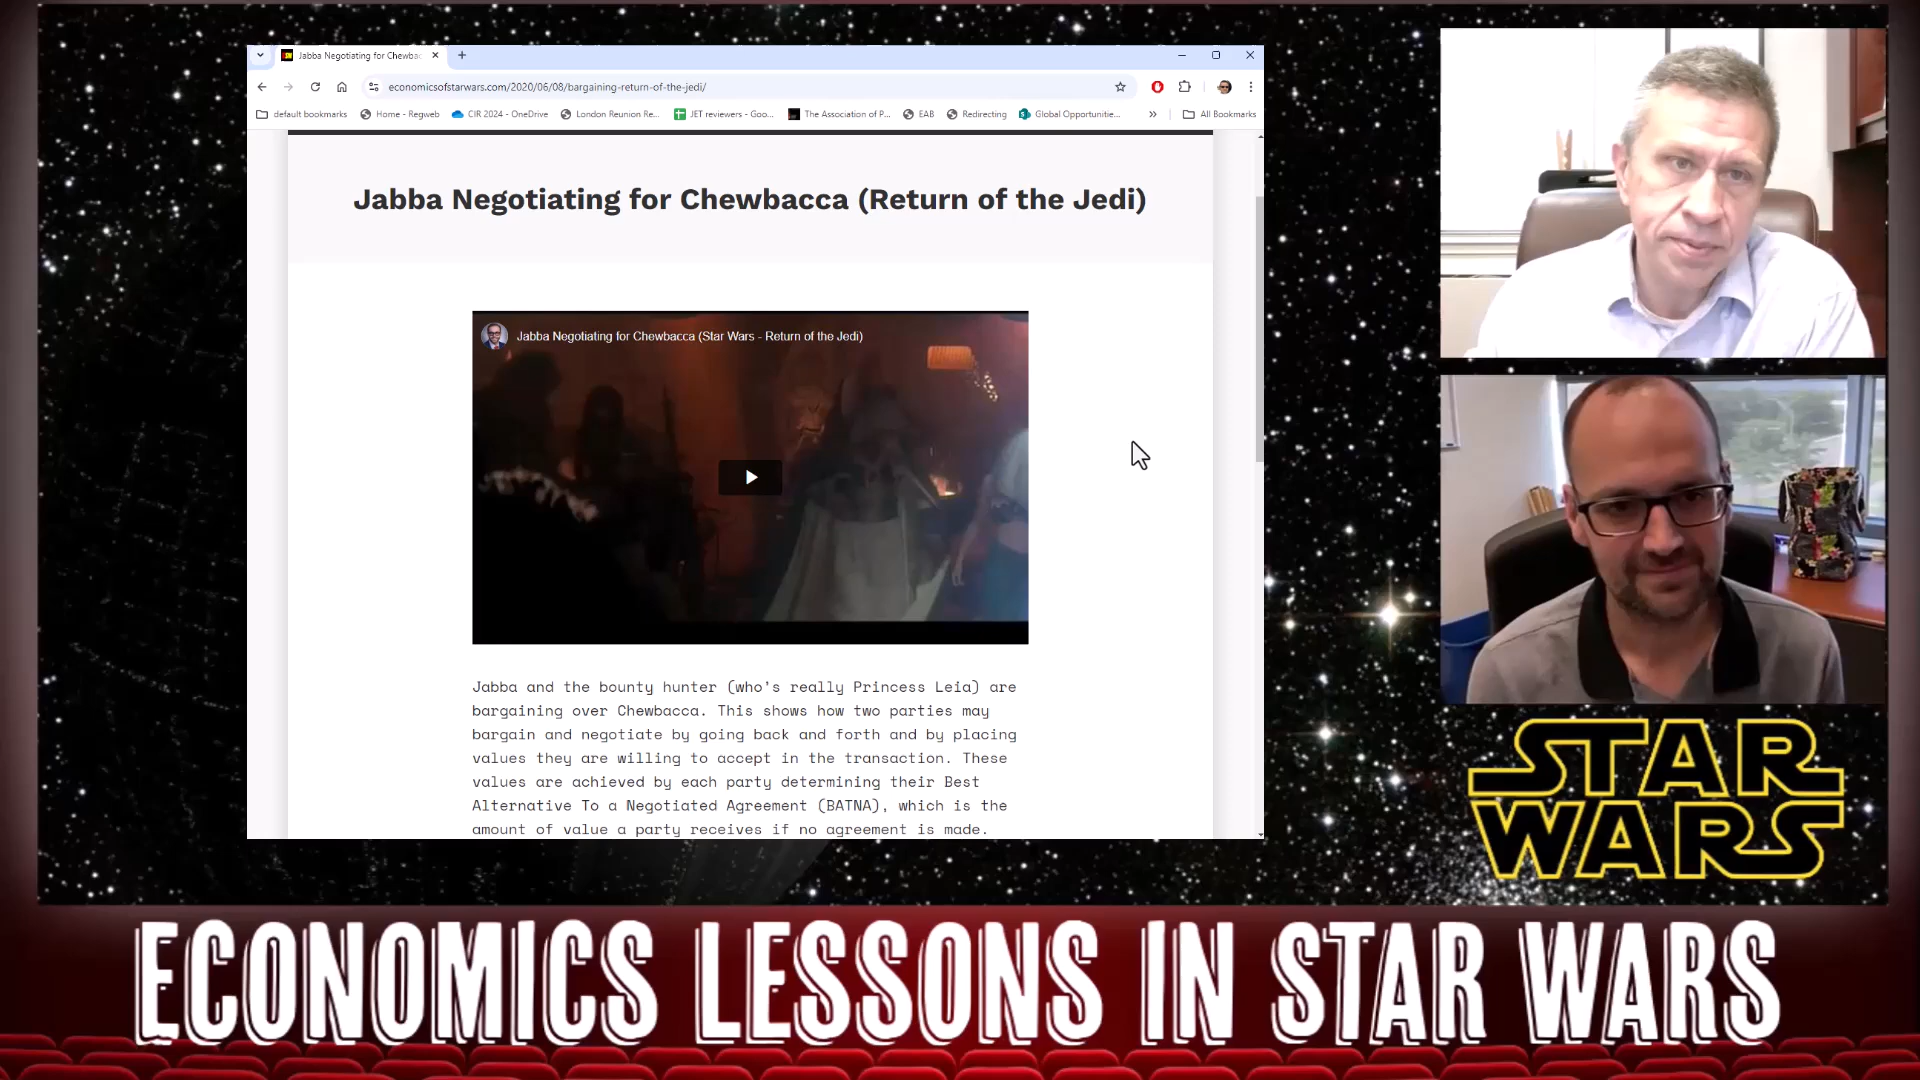 Jabba Negotiating for Chewbac
economicsofstarwars.com/2020/06/08/bargaining-return-of-the-jedi/
default bookmarks
Home - Regweb
CIR 2024 - OneDrive
London Reunion Re...
JET reviewers - Goo...
The Association of P...
EAB
Redirecting
Global Opportunitie...
All Bookmarks
Jabba Negotiating for Chewbacca (Return of the Jedi)
Jabba Negotiating for Chewbacca (Star Wars - Return of the Jedi)
Jabba and the bounty hunter (who's really Princess Leia) are
bargaining over Chewbacca. This shows how two parties may
bargain and negotiate by going back and forth and by placing
values they are willing to accept in the transaction. These
values are achieved by each party determining their Best
Alternative To a Negotiated Agreement (BATNA), which is the
amount of value a party receives if no agreement is made.
STAR
WARS
ECONOMICS LESSONS IN STAR WARS